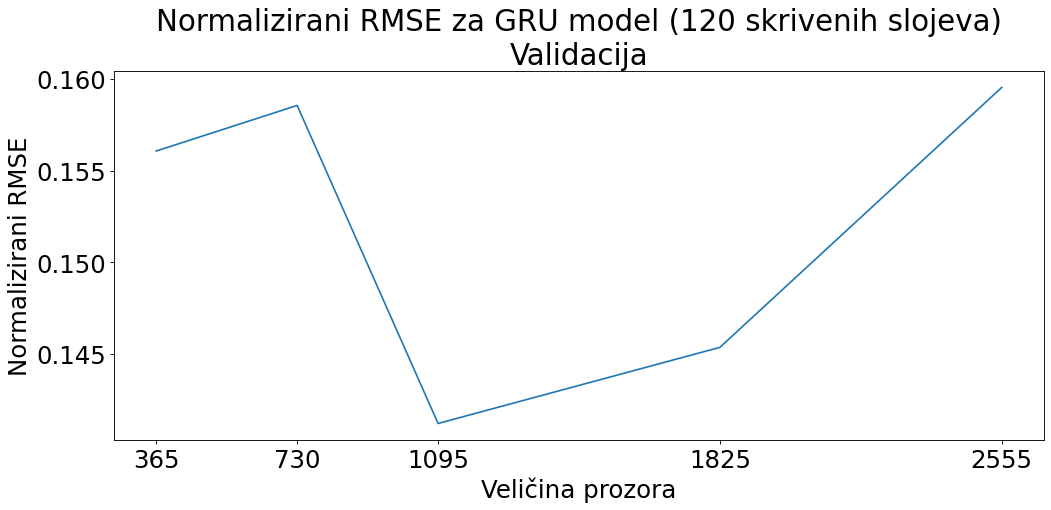 Normalizirani RMSE za GRU model (120 skrivenih slojeva)
Validacija
0.160
0.155
0.150
0.145
Normalizirani RMSE
365 730 1095 1825 2555
Veličina prozora